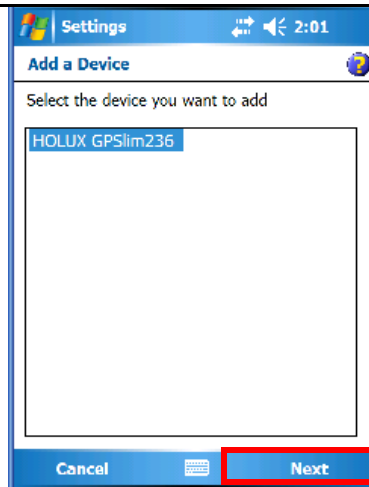 Settings 2:01
Add a Device
Select the device you want to add
HOLUX GPSlim236
Cancel Next